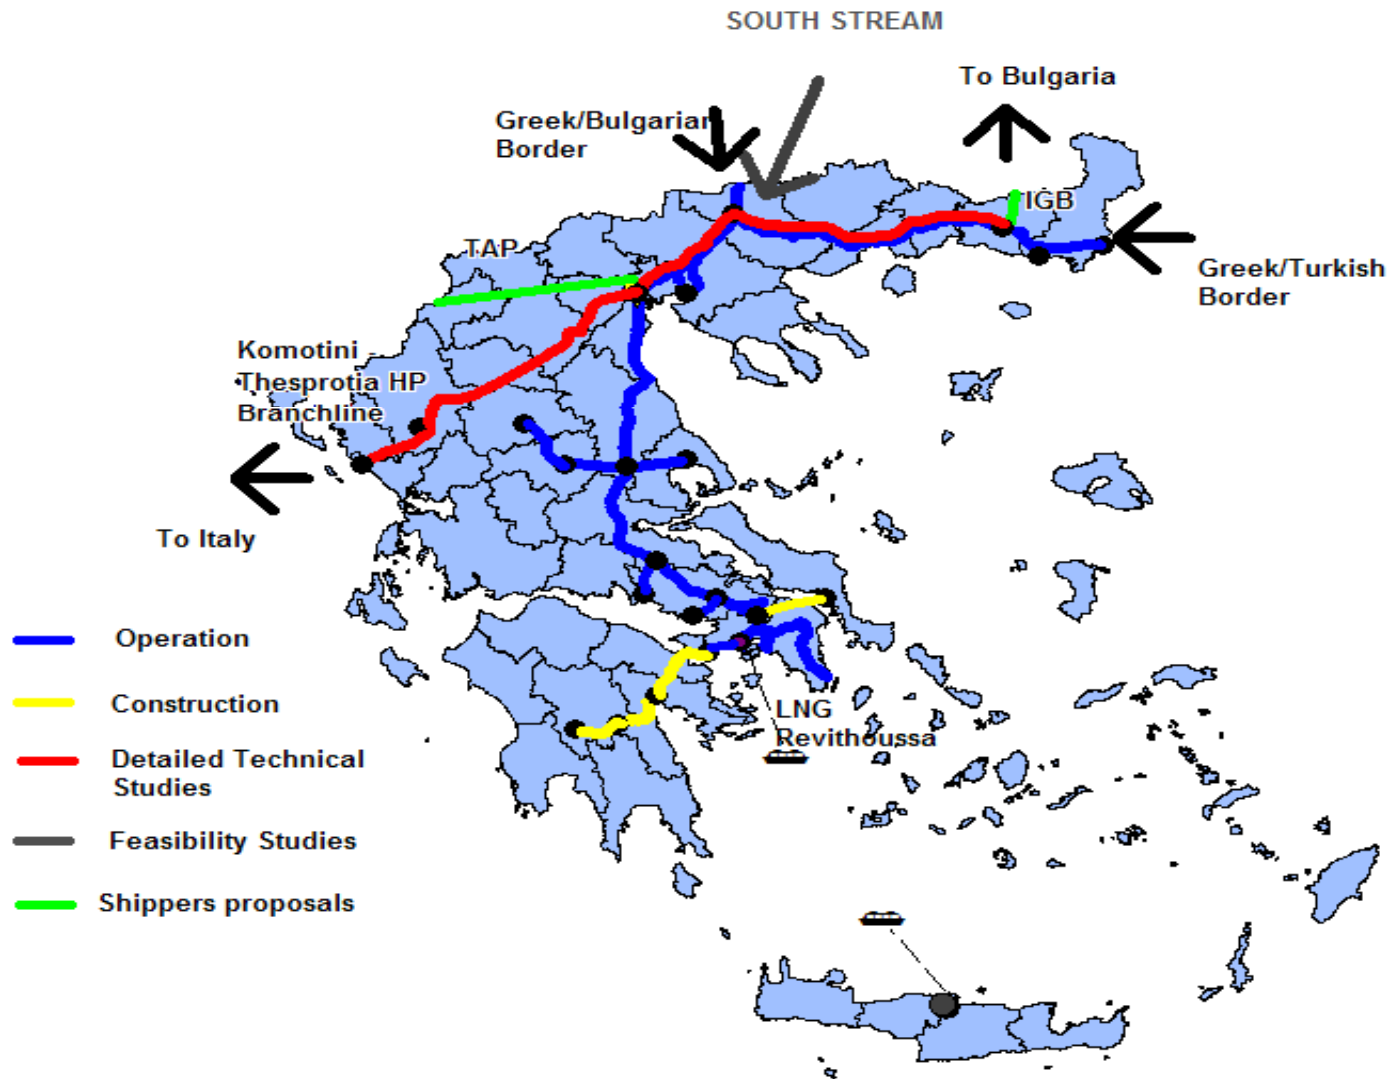 SOUTH STREAM
To Bulgaria
Greek/Bulgarian
Border
IGB
TAP
Greek/Turkish
Border
Komotini
Thesprotia HP
Branchline
To Italy
Operation
Construction
LNG
Revithoussa
Detailed Technical
Studies
Feasibility Studies
Shippers proposals